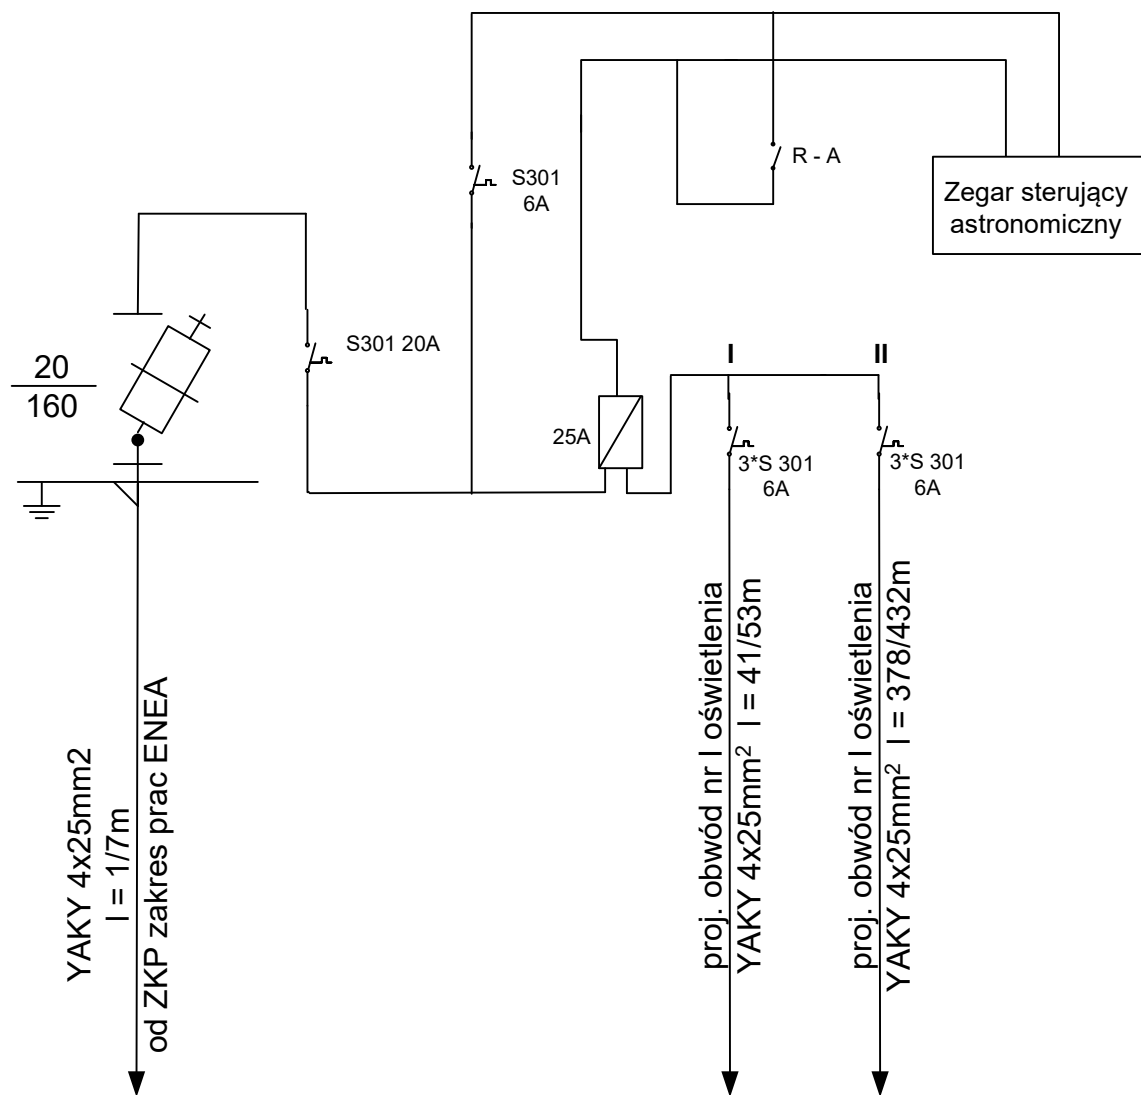 S301
6A
R - A
Zegar sterujący
astronomiczny
S301 20A
20
160
I
II
25A
3*S 301
6A
3*S 301
6A
YAKY 4x25mm2
l = 1/7m
od ZKP zakres prac ENEA
proj. obwód nr I oświetlenia
YAKY 4x25mm² l = 41/53m
proj. obwód nr I oświetlenia
YAKY 4x25mm² l = 378/432m